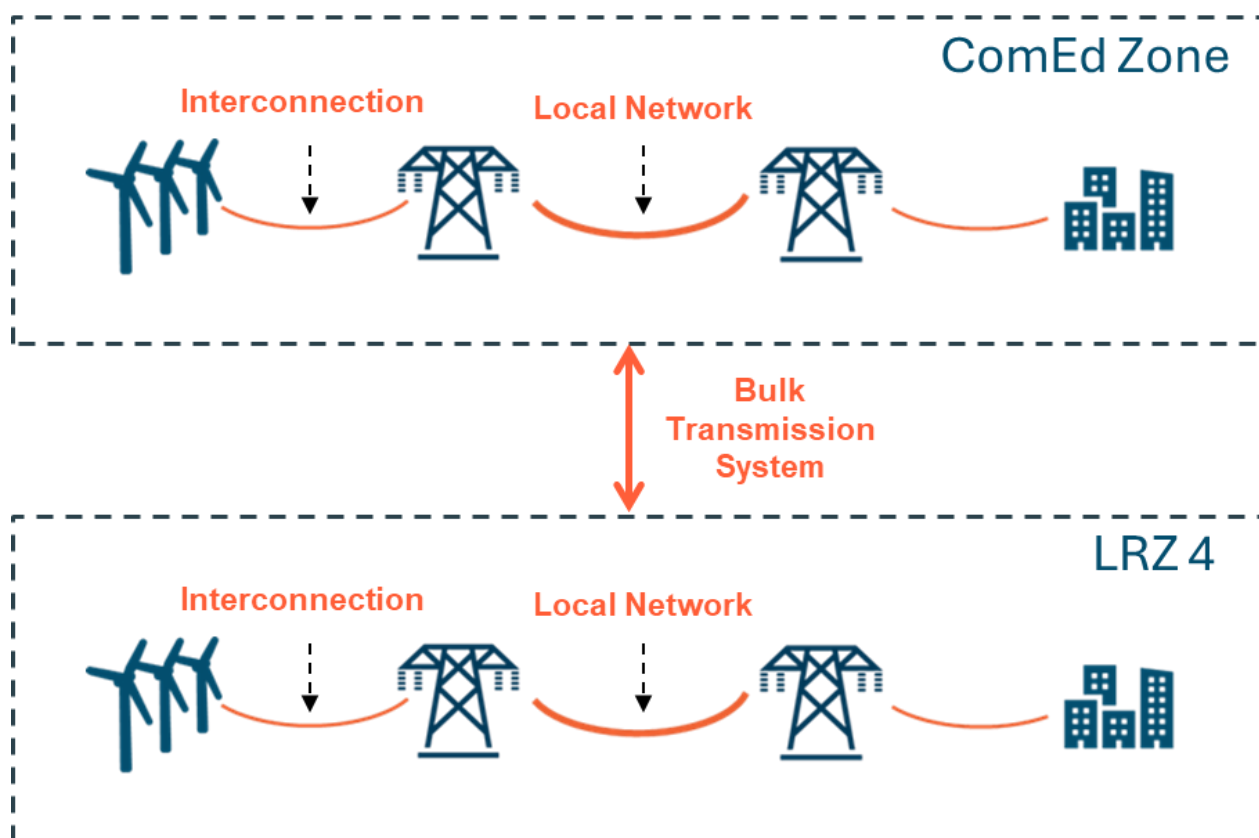 ComEd Zone
Interconnection
Local Network
Bulk
Transmission
System
LRZ 4
Interconnection
Local Network